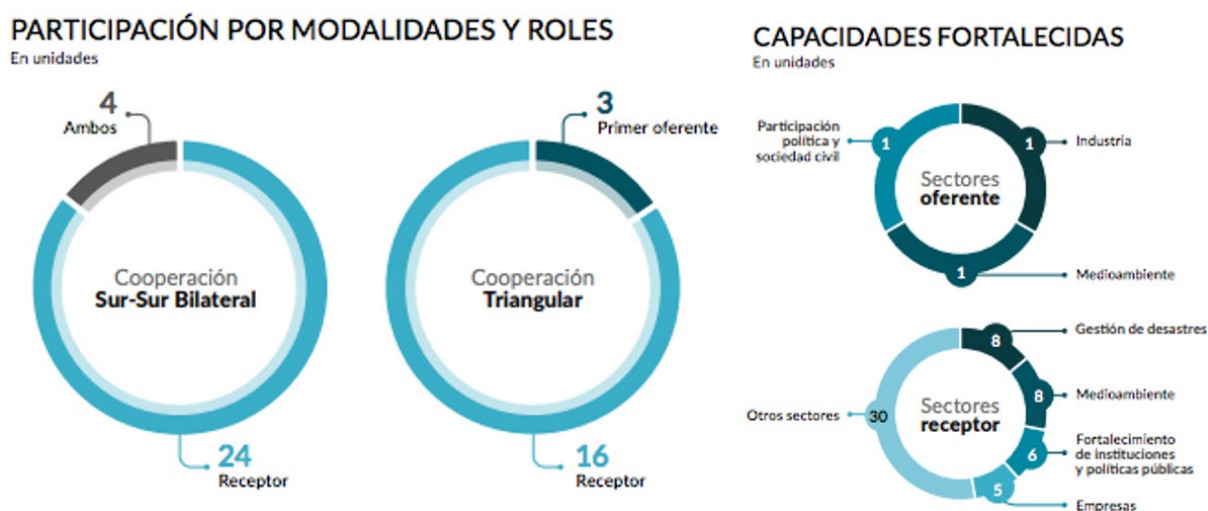 PARTICIPACIÓN POR MODALIDADES Y ROLES
En unidades
4
Ambos
Cooperación
Sur-Sur Bilateral
24
Receptor
3
Primer oferente
Cooperación
Triangular
16
Receptor
CAPACIDADES FORTALECIDAS
En unidades
Participación
política y
sociedad civil
1
1
Industria
Sectores
oferente
1
Medioambiente
8
Gestión de desastres
8
Medioambiente
Sectores
receptor
Otros sectores
30
6
Fortalecimiento
de instituciones
y políticas públicas
5
Empresas